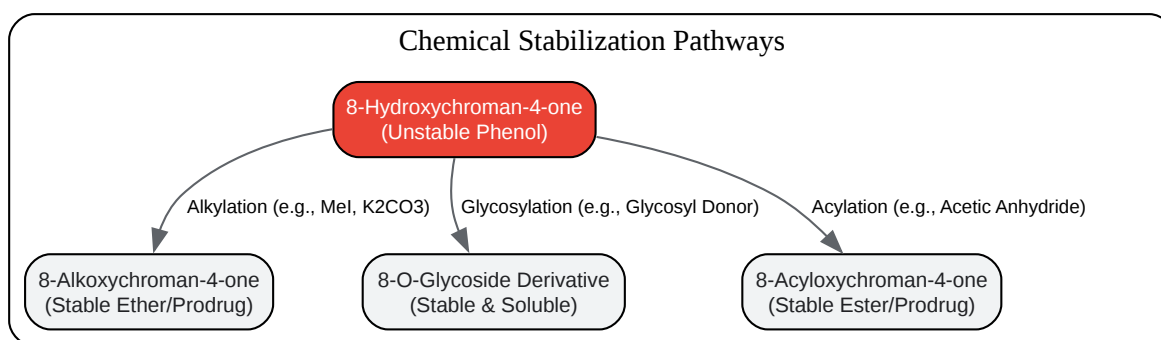 Chemical Stabilization Pathways
8-Hydroxychroman-4-one
(Unstable Phenol)
Alkylation (e.g., MeI, K2CO3)
Glycosylation (e.g., Glycosyl Donor)
Acylation (e.g., Acetic Anhydride)
8-Alkoxychroman-4-one
(Stable Ether/Prodrug)
8-O-Glycoside Derivative
(Stable & Soluble)
8-Acyloxychroman-4-one
(Stable Ester/Prodrug)